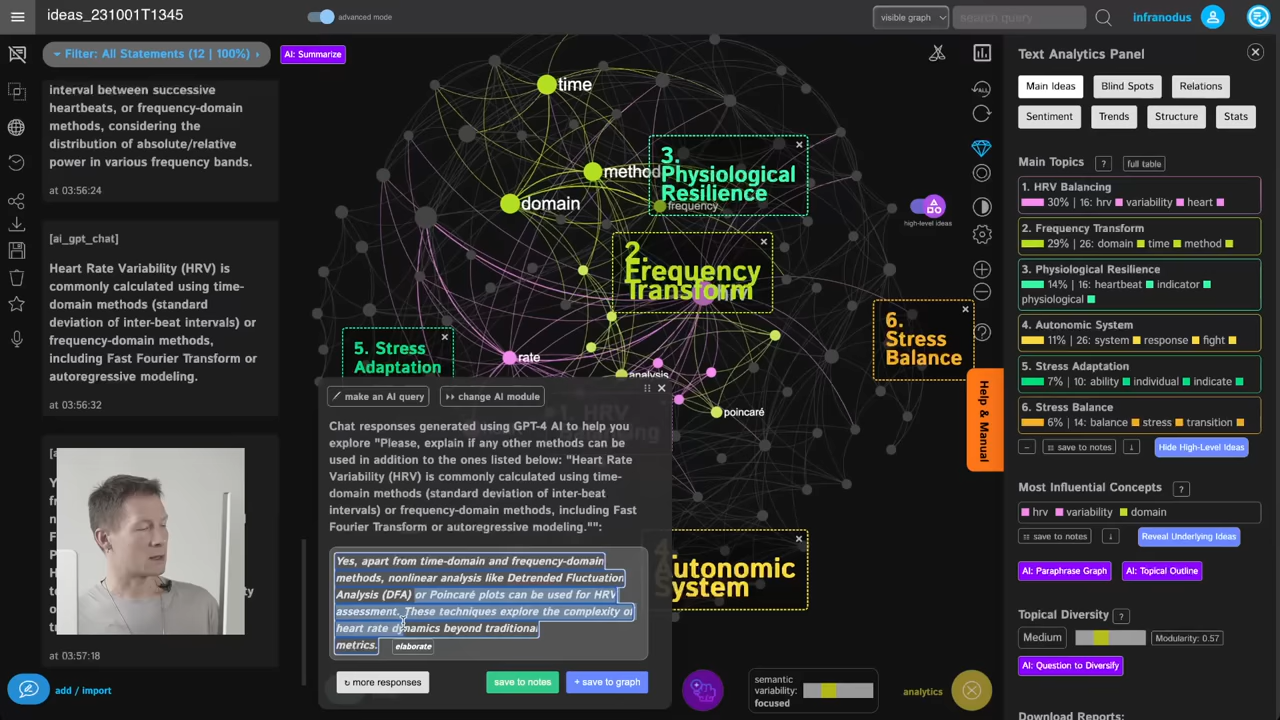 ideas_231001T1345
advanced mode
visible graph
search query
infranodus
Filter: All Statements (12 | 100%)
AI: Summarize
interval between successive
heartbeats, or frequency-domain
methods, considering the
distribution of absolute/relative
power in various frequency bands.
at 03:56:24
[ai_gpt_chat]
Heart Rate Variability (HRV) is
commonly calculated using time-
domain methods (standard
deviation of inter-beat intervals) or
frequency-domain methods,
including Fast Fourier Transform or
autoregressive modeling.
at 03:56:32
at 03:57:18
add / import
time
method
domain
frequency
3.
Physiological
Resilience
2.
Frequency
Transform
5. Stress
Adaptation
rate
analysis
poincaré
6.
Stress
Balance
1. HRV
utonomic
System
high-level ideas
ALL
Help & Manual
make an AI query
change AI module
Chat responses generated using GPT-4 AI to help you
explore "Please, explain if any other methods can be
used in addition to the ones listed below: "Heart Rate
Variability (HRV) is commonly calculated using time-
domain methods (standard deviation of inter-beat
intervals) or frequency-domain methods, including Fast
Fourier Transform or autoregressive modeling."":
Yes, apart from time-domain and frequency-domain
methods, nonlinear analysis like Detrended Fluctuation
Analysis (DFA) or Poincaré plots can be used for HRV
assessment. These techniques explore the complexity of
heart rate dynamics beyond traditional
metrics.
elaborate
more responses
save to notes
+ save to graph
semantic
variability:
focused
analytics
Text Analytics Panel
Main Ideas
Blind Spots
Relations
Sentiment
Trends
Structure
Stats
Main Topics
?
full table
1. HRV Balancing
30% | 16: hrv variability heart
2. Frequency Transform
29% | 26: domain time method
3. Physiological Resilience
14% | 16: heartbeat indicator
physiological
4. Autonomic System
11% | 26: system response fight
5. Stress Adaptation
7% | 10: ability individual indicate
6. Stress Balance
6% | 14: balance stress transition
save to notes
Hide High-Level Ideas
Most Influential Concepts
?
hrv variability domain
save to notes
Reveal Underlying Ideas
AI: Paraphrase Graph
AI: Topical Outline
Topical Diversity
?
Medium
Modularity: 0.57
AI: Question to Diversify
Download Reports: